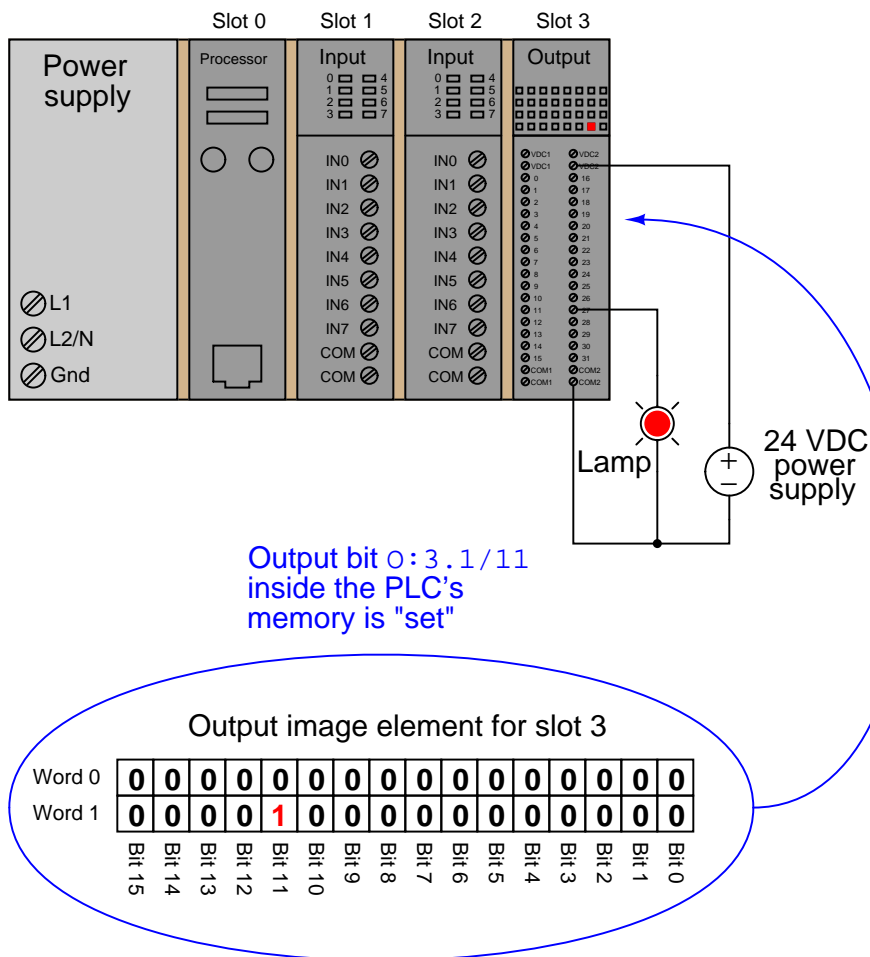 Slot 0 Slot 1 Slot 2 Slot 3
Power
supply
Processor
Input
Input
Output
0 4 0 4
1 5 1 5
2 6 2 6
3 7 3 7
VDC1 VDC2
IN0 IN0 VDC1 VDC2
0 16
IN1 IN1 1 17
2 18
IN2 IN2 3 19
4 20
IN3 IN3 5 21
6 22
IN4 IN4 7 23
8 24
IN5 IN5 9 25
10 26
L1 IN6 IN6 11 27
12 28
L2/N IN7 IN7 13 29
14 30
COM COM 15 31
Gnd COM1 COM2
COM COM COM1 COM2
Lamp
+
−
24 VDC
power
supply
Output bit O:3.1/11
inside the PLC's
memory is "set"
Output image element for slot 3
Word 0 0 0 0 0 0 0 0 0 0 0 0 0 0 0 0 0
Word 1 0 0 0 0 1 0 0 0 0 0 0 0 0 0 0 0
Bit 15 Bit 14 Bit 13 Bit 12 Bit 11 Bit 10 Bit 9 Bit 8 Bit 7 Bit 6 Bit 5 Bit 4 Bit 3 Bit 2 Bit 1 Bit 0